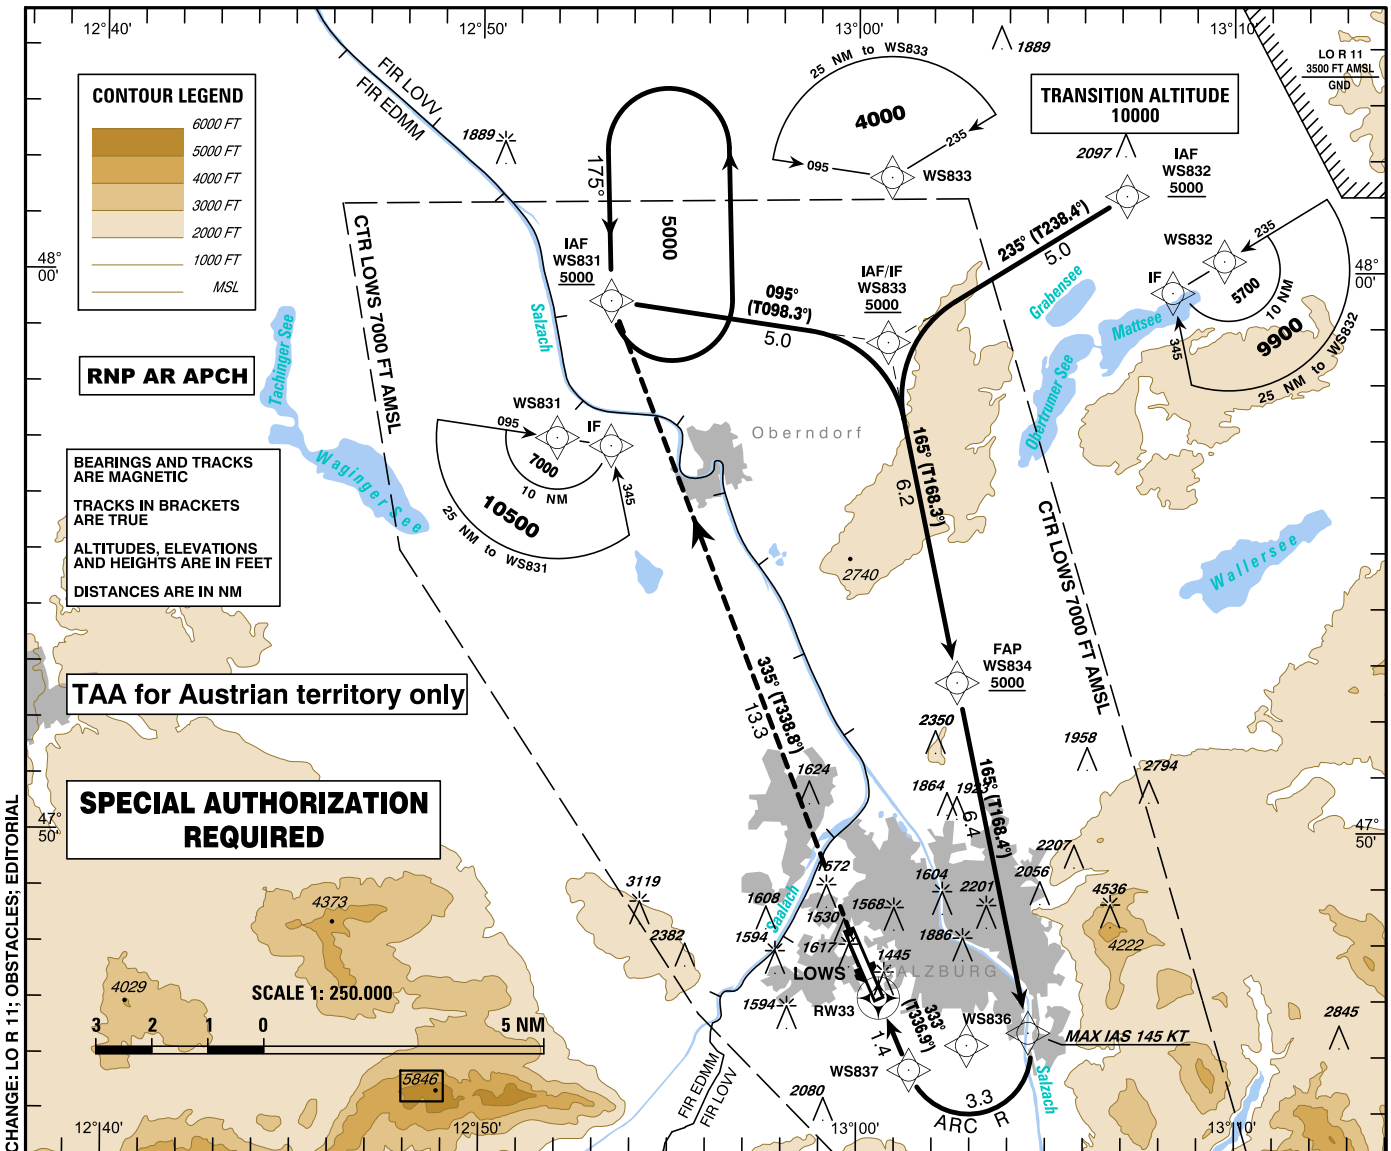 12°40'
12°50'
13°00'
13°10'
LO R 11
3500 FT AMSL
GND
1889
25 NM to WS833
4000
095
235
WS833
CONTOUR LEGEND
6000 FT
5000 FT
4000 FT
3000 FT
2000 FT
1000 FT
MSL
FIR LOVV
FIR EDMM
1889
TRANSITION ALTITUDE
10000
2097
IAF
WS832
5000
175°
5000
235° (T238.4°)
5.0
WS832
235
IF
5700
10 NM
9900
25 NM to WS832
345
48°
00'
48°
00'
IAF
WS831
5000
IAF/IF
WS833
5000
095°
(T098.3°)
5.0
CTR LOWS 7000 FT AMSL
Salzach
Grabensee
Mattsee
Obertrumer See
Tachinger See
RNP AR APCH
WS831
095
IF
7000
10 NM
345
10500
25 NM to WS831
Oberndorf
165° (T168.3°)
6.2
Waginger See
BEARINGS AND TRACKS
ARE MAGNETIC
TRACKS IN BRACKETS
ARE TRUE
ALTITUDES, ELEVATIONS
AND HEIGHTS ARE IN FEET
DISTANCES ARE IN NM
2740
CTR LOWS 7000 FT AMSL
Wallersee
TAA for Austrian territory only
335° (T338.8°)
13.3
FAP
WS834
5000
2350
1958
2794
1624
1864
1923
165° (T168.4°)
6.4
SPECIAL AUTHORIZATION
REQUIRED
47°
50'
47°
50'
2207
2056
572
1604
2201
4536
3119
4373
1608
Saalach
1530
1568
2382
1594
1617
1886
4222
1445
LOWS
ALZBURG
4029
SCALE 1: 250.000
3
2
1
0
5 NM
1594
RW33
333°
(T336.9°)
1.4
WS836
MAX IAS 145 KT
2845
WS837
5846
2080
3.3
ARC R
Salzach
FIR EDMM
FIR LOVV
12°40'
12°50'
13°00'
13°10'
CHANGE: LO R 11; OBSTACLES; EDITORIAL